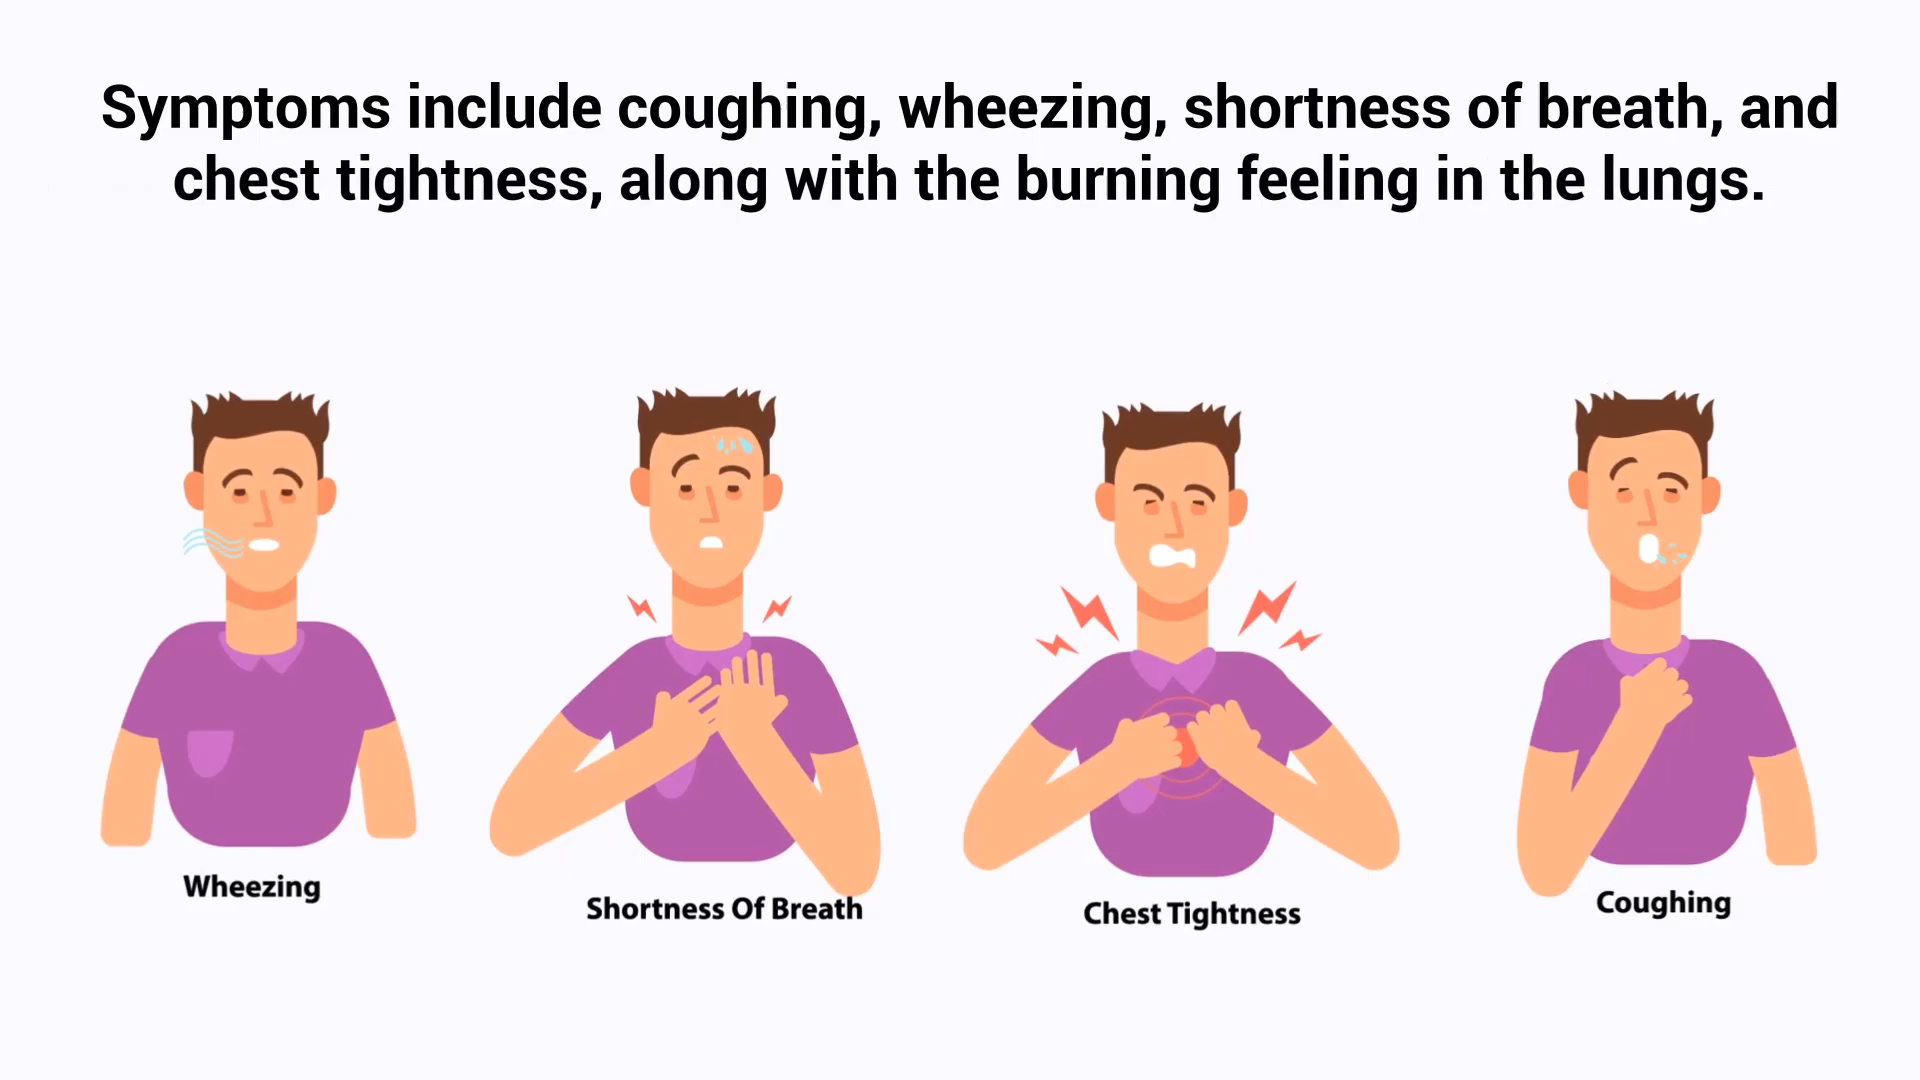 Symptoms include coughing, wheezing, shortness of breath, and
chest tightness, along with the burning feeling in the lungs.
Wheezing
Shortness Of Breath
Chest Tightness
Coughing